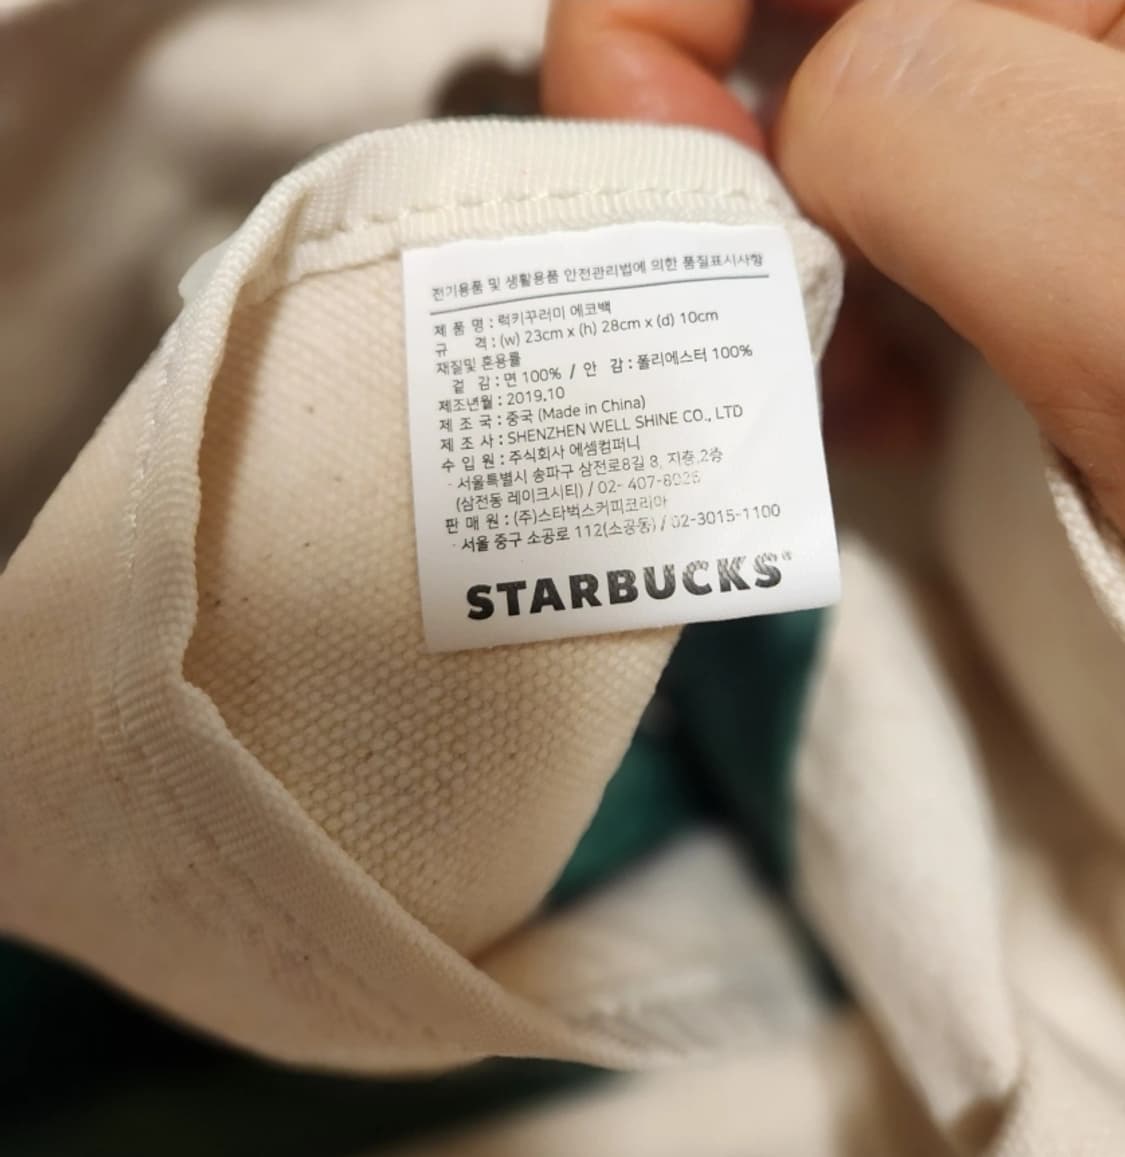 전기용품 및 생활용품 안전관리법에 의한 품질표시사항
제 품 명 : 럭키꾸러미 에코백
규 격 : (w) 23cm x (h) 28cm x (d) 10cm
재질및 혼용률
겉 감 : 면 100% / 안 감 : 폴리에스터 100%
제조년월 : 2019.10
제 조 국 : 중국 (Made in China)
제 조 사 : SHENZHEN WELL SHINE CO., LTD
수 입 원 : 주식회사 에셈컴퍼니
· 서울특별시 송파구 삼전로8길 8, 지층,2층
(삼전동 레이크시티) / 02- 407-8025
판 매 원 : (주)스타벅스커피코리아
· 서울 중구 소공로 112(소공동) / 02-3015-1100
STARBUCKS®